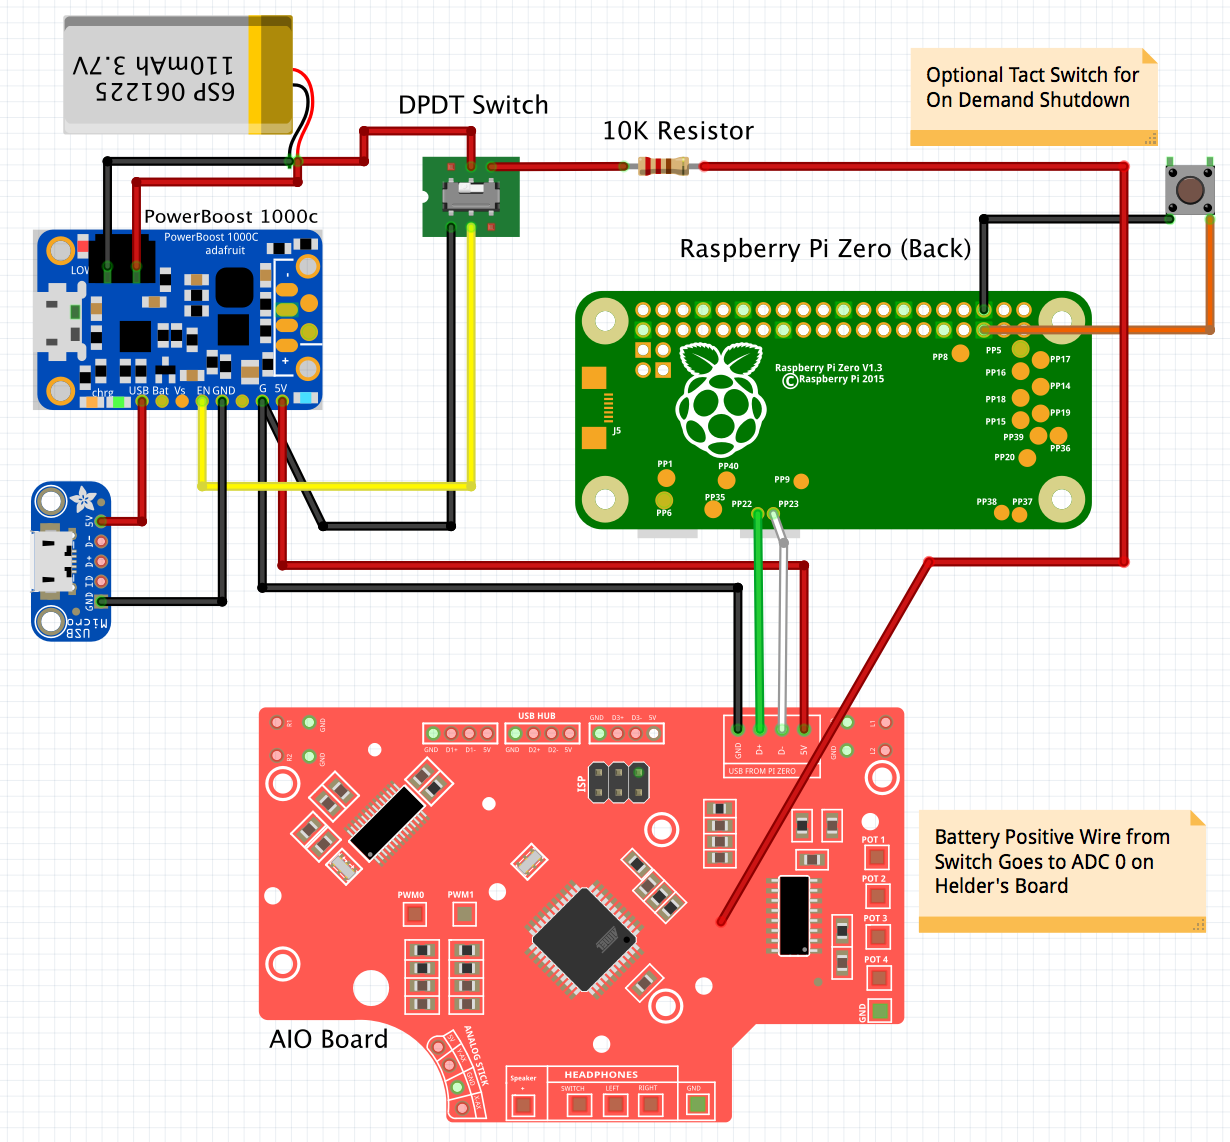 6SP 061225
110mAh 3.7V
DPDT Switch
10K Resistor
Optional Tact Switch for
On Demand Shutdown
PowerBoost 1000c
PowerBoost 1000C
adafruit
LO
chrg
USB Bat Vs EN GND G 5V
-
+
Raspberry Pi Zero (Back)
Raspberry Pi Zero V1.3
©Raspberry Pi 2015
J5
PP8
PP5
PP17
PP16
PP14
PP18
PP19
PP15
PP39
PP36
PP20
PP1
PP40
PP9
PP6
PP35
PP22
PP23
PP38
PP37
5V
D-
D+
ID
GND
Micro
USB
R1
GND
R2
GND
USB HUB
GND D1+ D1- 5V
GND D2+ D2- 5V
GND D3+ D3- 5V
GND D+ D- 5V
USB FROM PI ZERO
L1
GND
L2
ISP
PWM0
PWM1
POT 1
POT 2
POT 3
POT 4
GND
Battery Positive Wire from
Switch Goes to ADC 0 on
Helder's Board
AIO Board
ANALOG STICK
5V
Y-AX
GND
X-AX
Speaker
+
HEADPHONES
SWITCH LEFT RIGHT
GND